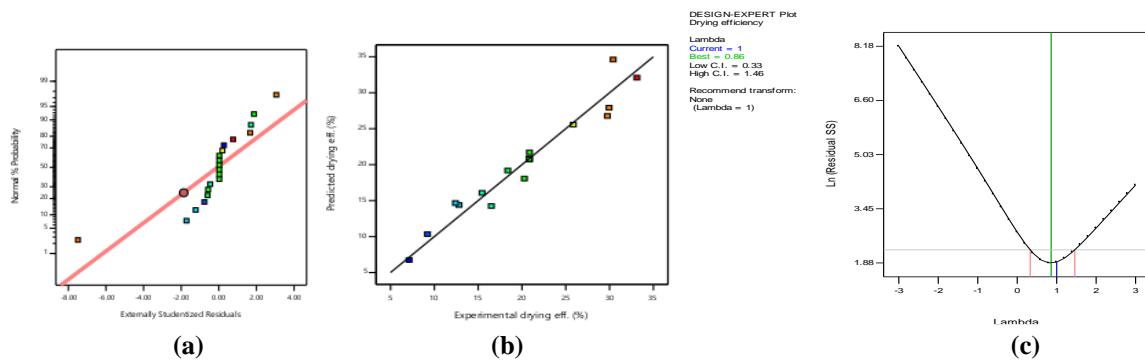 Normal % Probability
99
95
90
80
70
50
30
20
10
5
1
-8.00 -6.00 -4.00 -2.00 0.00 2.00 4.00
Externally Studentized Residuals
(a)
Predicted drying eff. (%)
35
30
25
20
15
10
5
5 10 15 20 25 30 35
Experimental drying eff. (%)
(b)
DESIGN-EXPERT Plot
Drying efficiency
Lambda
Current = 1
Best = 0.86
Low C.I. = 0.33
High C.I. = 1.46
Recommend transform:
None
(Lambda = 1)
Ln (Residual SS)
8.18
6.60
5.03
3.45
1.88
-3 -2 -1 0 1 2 3
Lambda
(c)